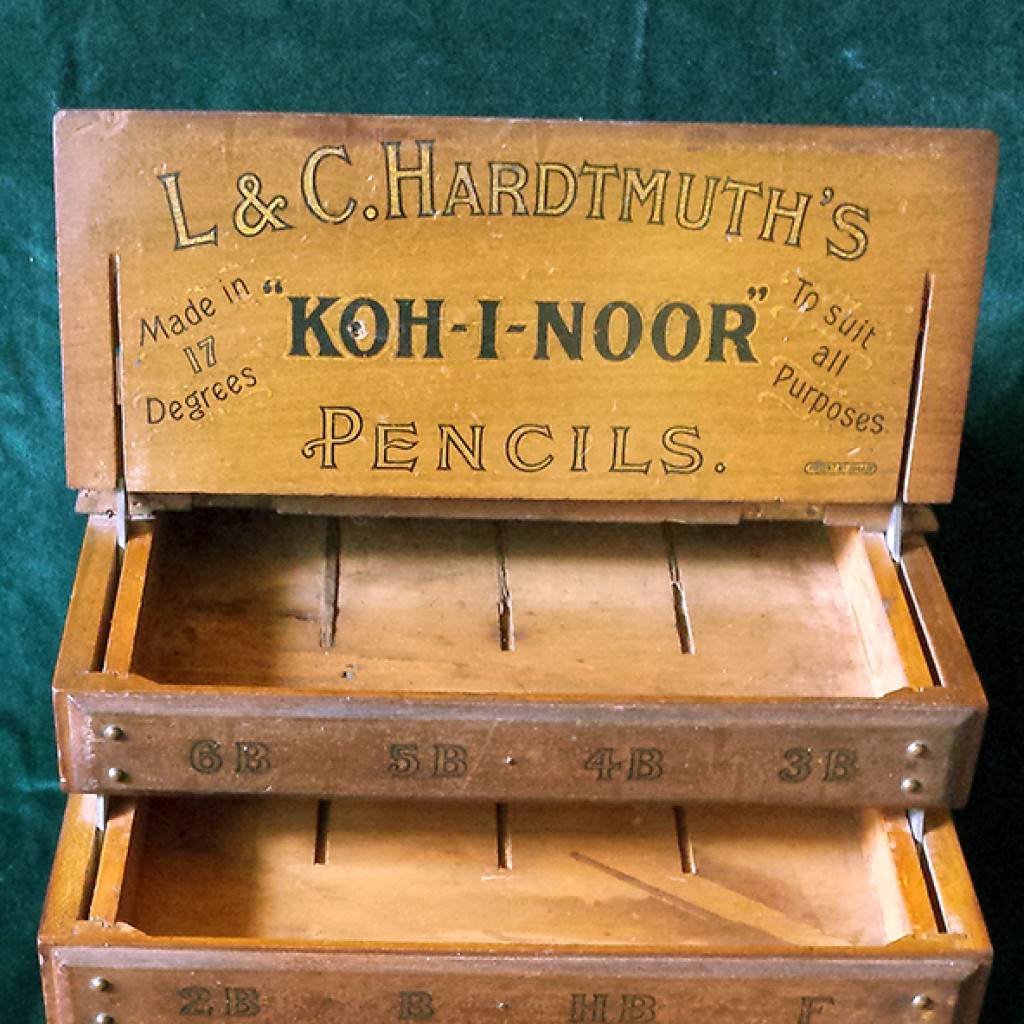 L & C. HARDTMUTH'S
Made in
17
Degrees
"KOH-I-NOOR"
To suit
all
Purposes
PENCILS.
6B 5B 4B 3B
2B B HB F